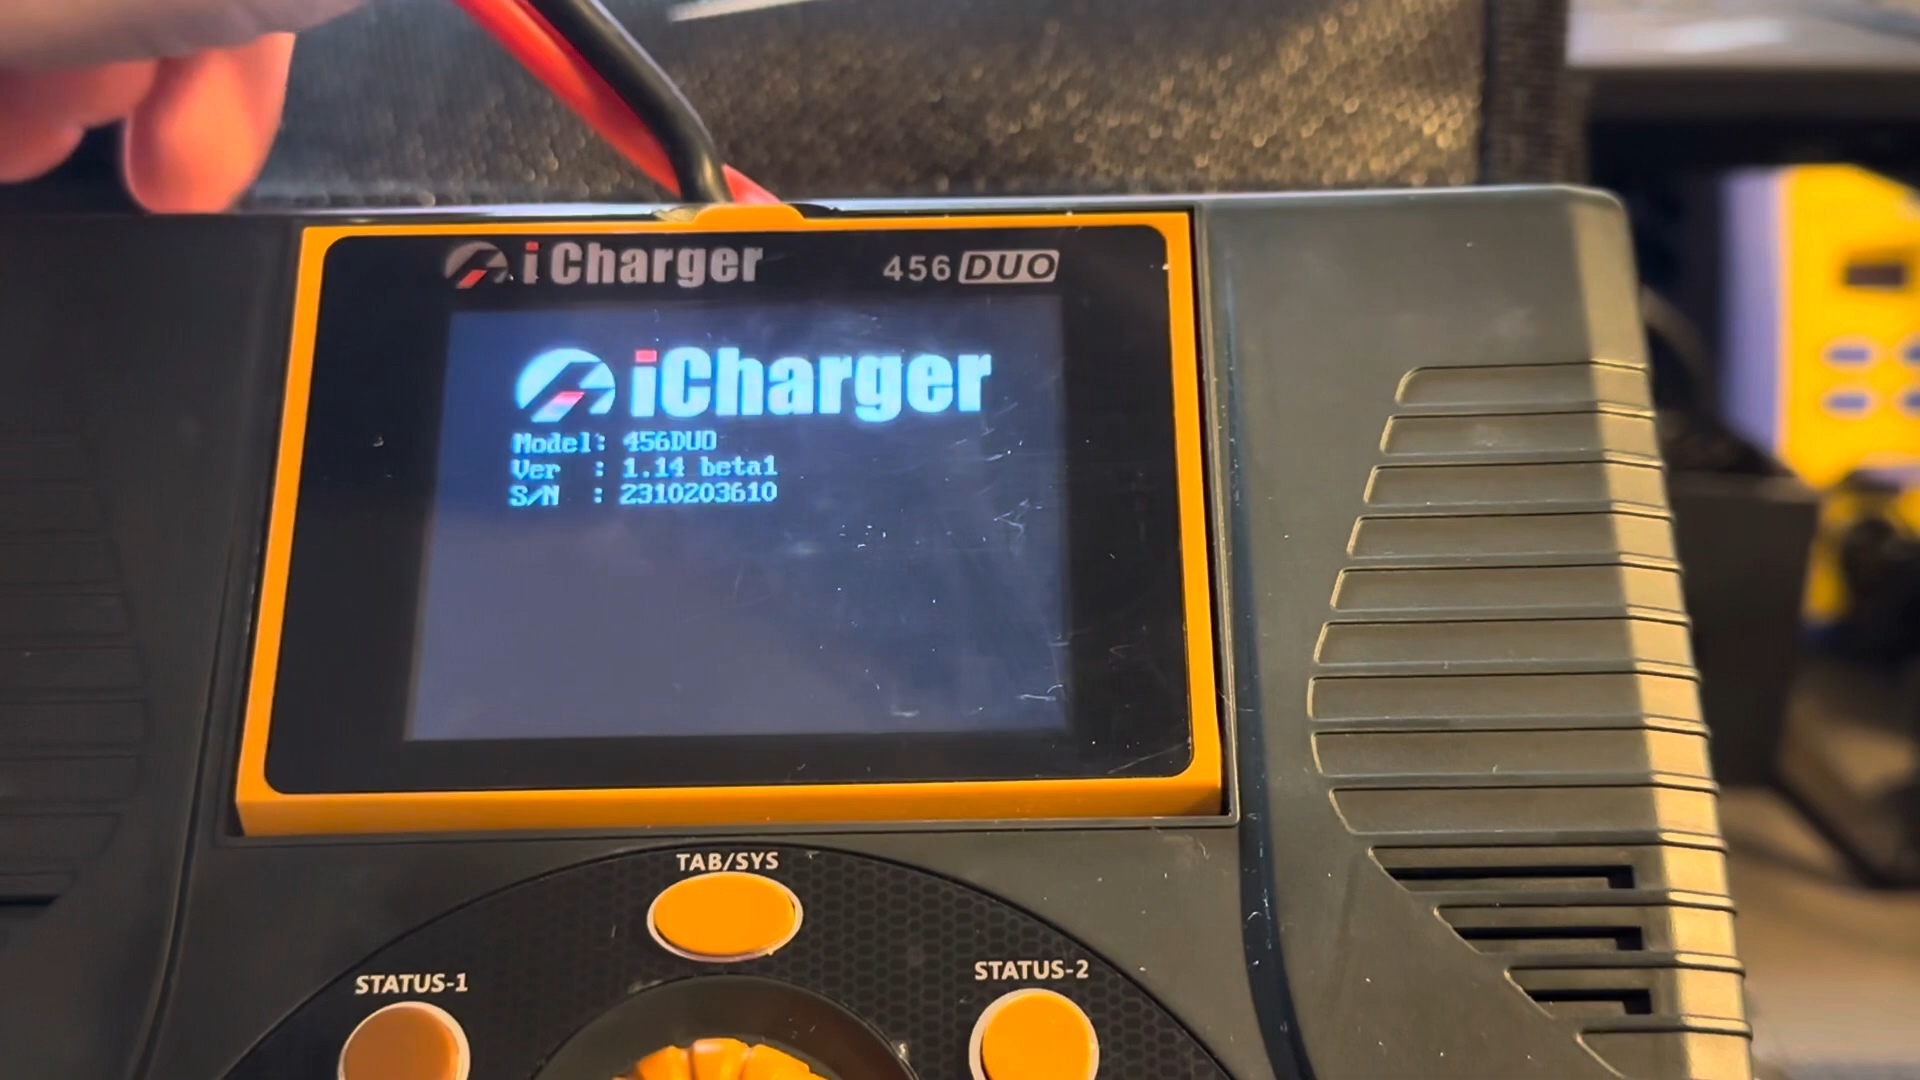 iCharger 456 DUO
iCharger
Model: 456DUO
Ver : 1.14 beta1
S/N : 2310203610
TAB/SYS
STATUS-1
STATUS-2